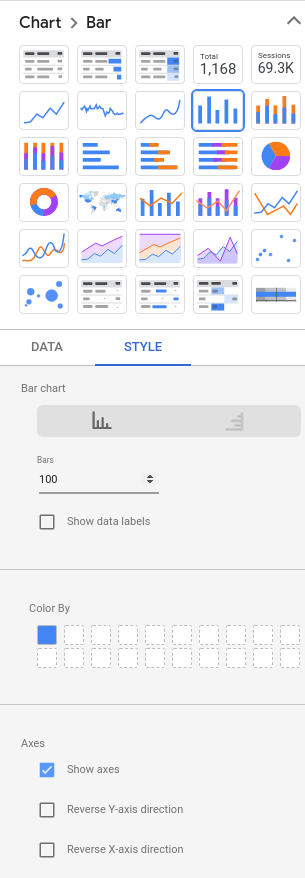 Chart > Bar
Total
1,168
Sessions
69.3K
DATA
STYLE
Bar chart
Bars
100
Show data labels
Color By
Axes
Show axes
Reverse Y-axis direction
Reverse X-axis direction